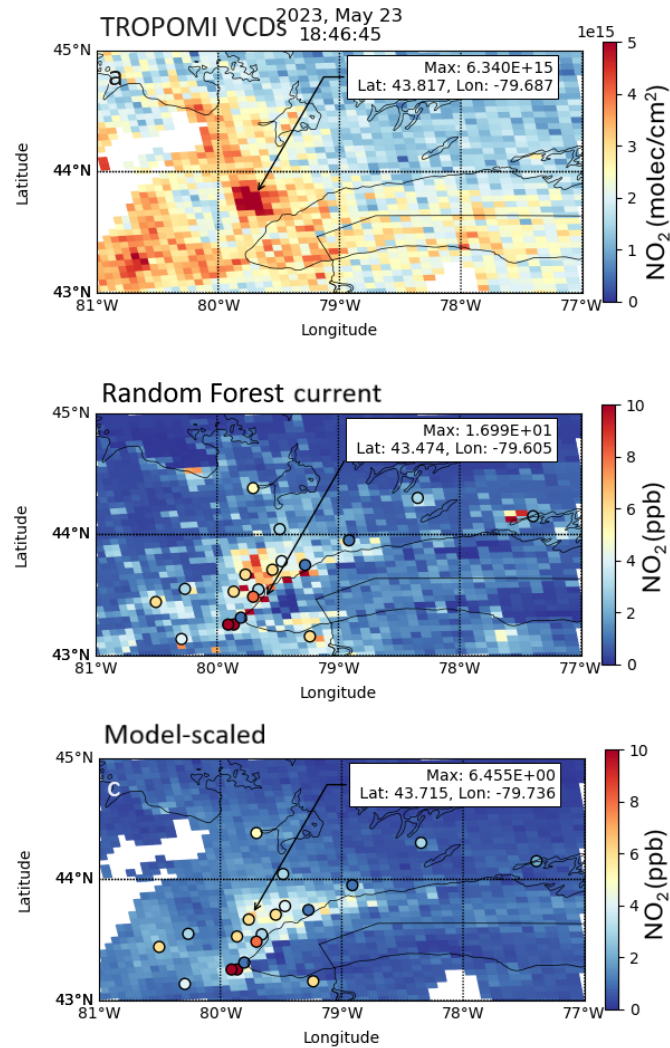 TROPOMI VCDs
2023, May 23
18:46:45
1e15
45°N
a
Max: 6.340E+15
Lat: 43.817, Lon: -79.687
5
4
3
2
1
0
44°N
43°N
Latitude
NO₂ (molec/cm²)
81°W 80°W 79°W 78°W 77°W
Longitude
Random Forest current
45°N
Max: 1.699E+01
Lat: 43.474, Lon: -79.605
10
8
6
4
2
0
44°N
43°N
Latitude
NO₂ (ppb)
81°W 80°W 79°W 78°W 77°W
Longitude
Model-scaled
45°N
c
Max: 6.455E+00
Lat: 43.715, Lon: -79.736
10
8
6
4
2
0
44°N
43°N
Latitude
NO₂ (ppb)
81°W 80°W 79°W 78°W 77°W
Longitude